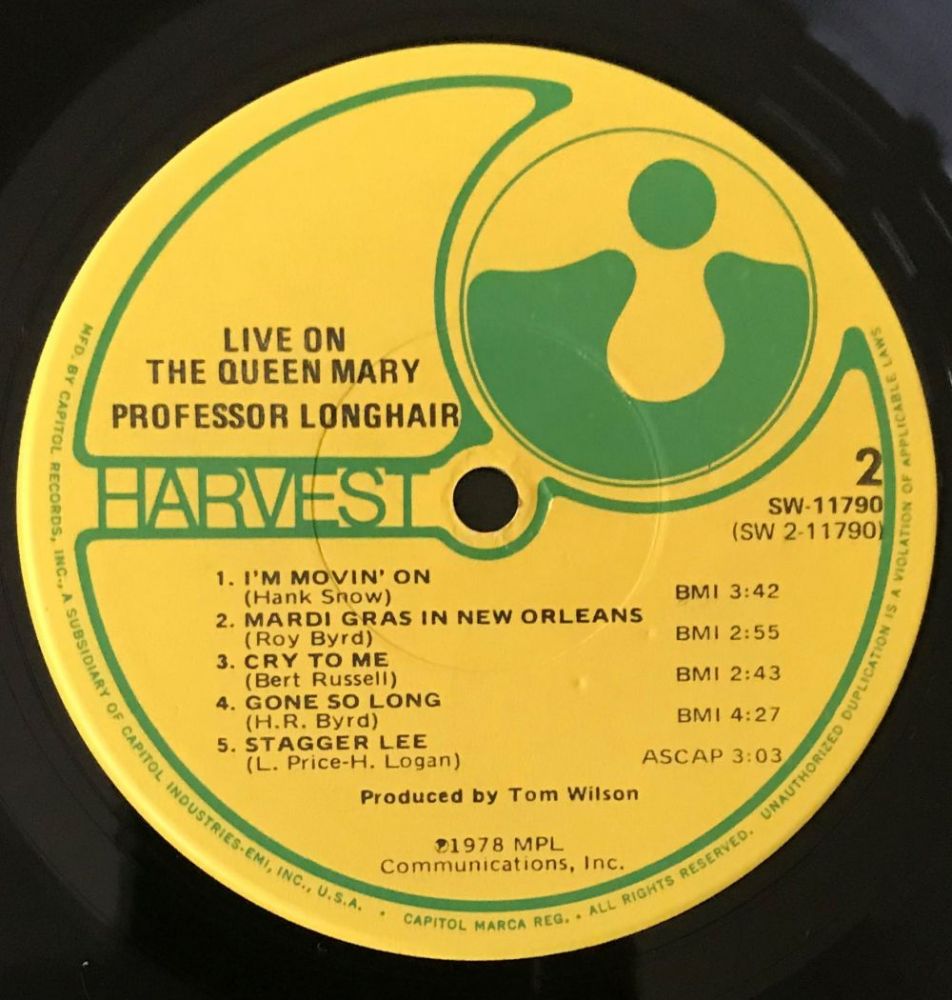 LIVE ON
THE QUEEN MARY
PROFESSOR LONGHAIR
HARVEST
2
SW-11790
(SW 2-11790)
1. I'M MOVIN' ON
(Hank Snow)
BMI 3:42
2. MARDI GRAS IN NEW ORLEANS
(Roy Byrd)
BMI 2:55
3. CRY TO ME
(Bert Russell)
BMI 2:43
4. GONE SO LONG
(H.R. Byrd)
BMI 4:27
5. STAGGER LEE
(L. Price-H. Logan)
ASCAP 3:03
Produced by Tom Wilson
℗1978 MPL
Communications, Inc.
MFD. BY CAPITOL RECORDS, INC., A SUBSIDIARY OF CAPITOL INDUSTRIES-EMI, INC., U.S.A. • CAPITOL MARCA REG. • ALL RIGHTS RESERVED. UNAUTHORIZED DUPLICATION IS A VIOLATION OF APPLICABLE LAWS